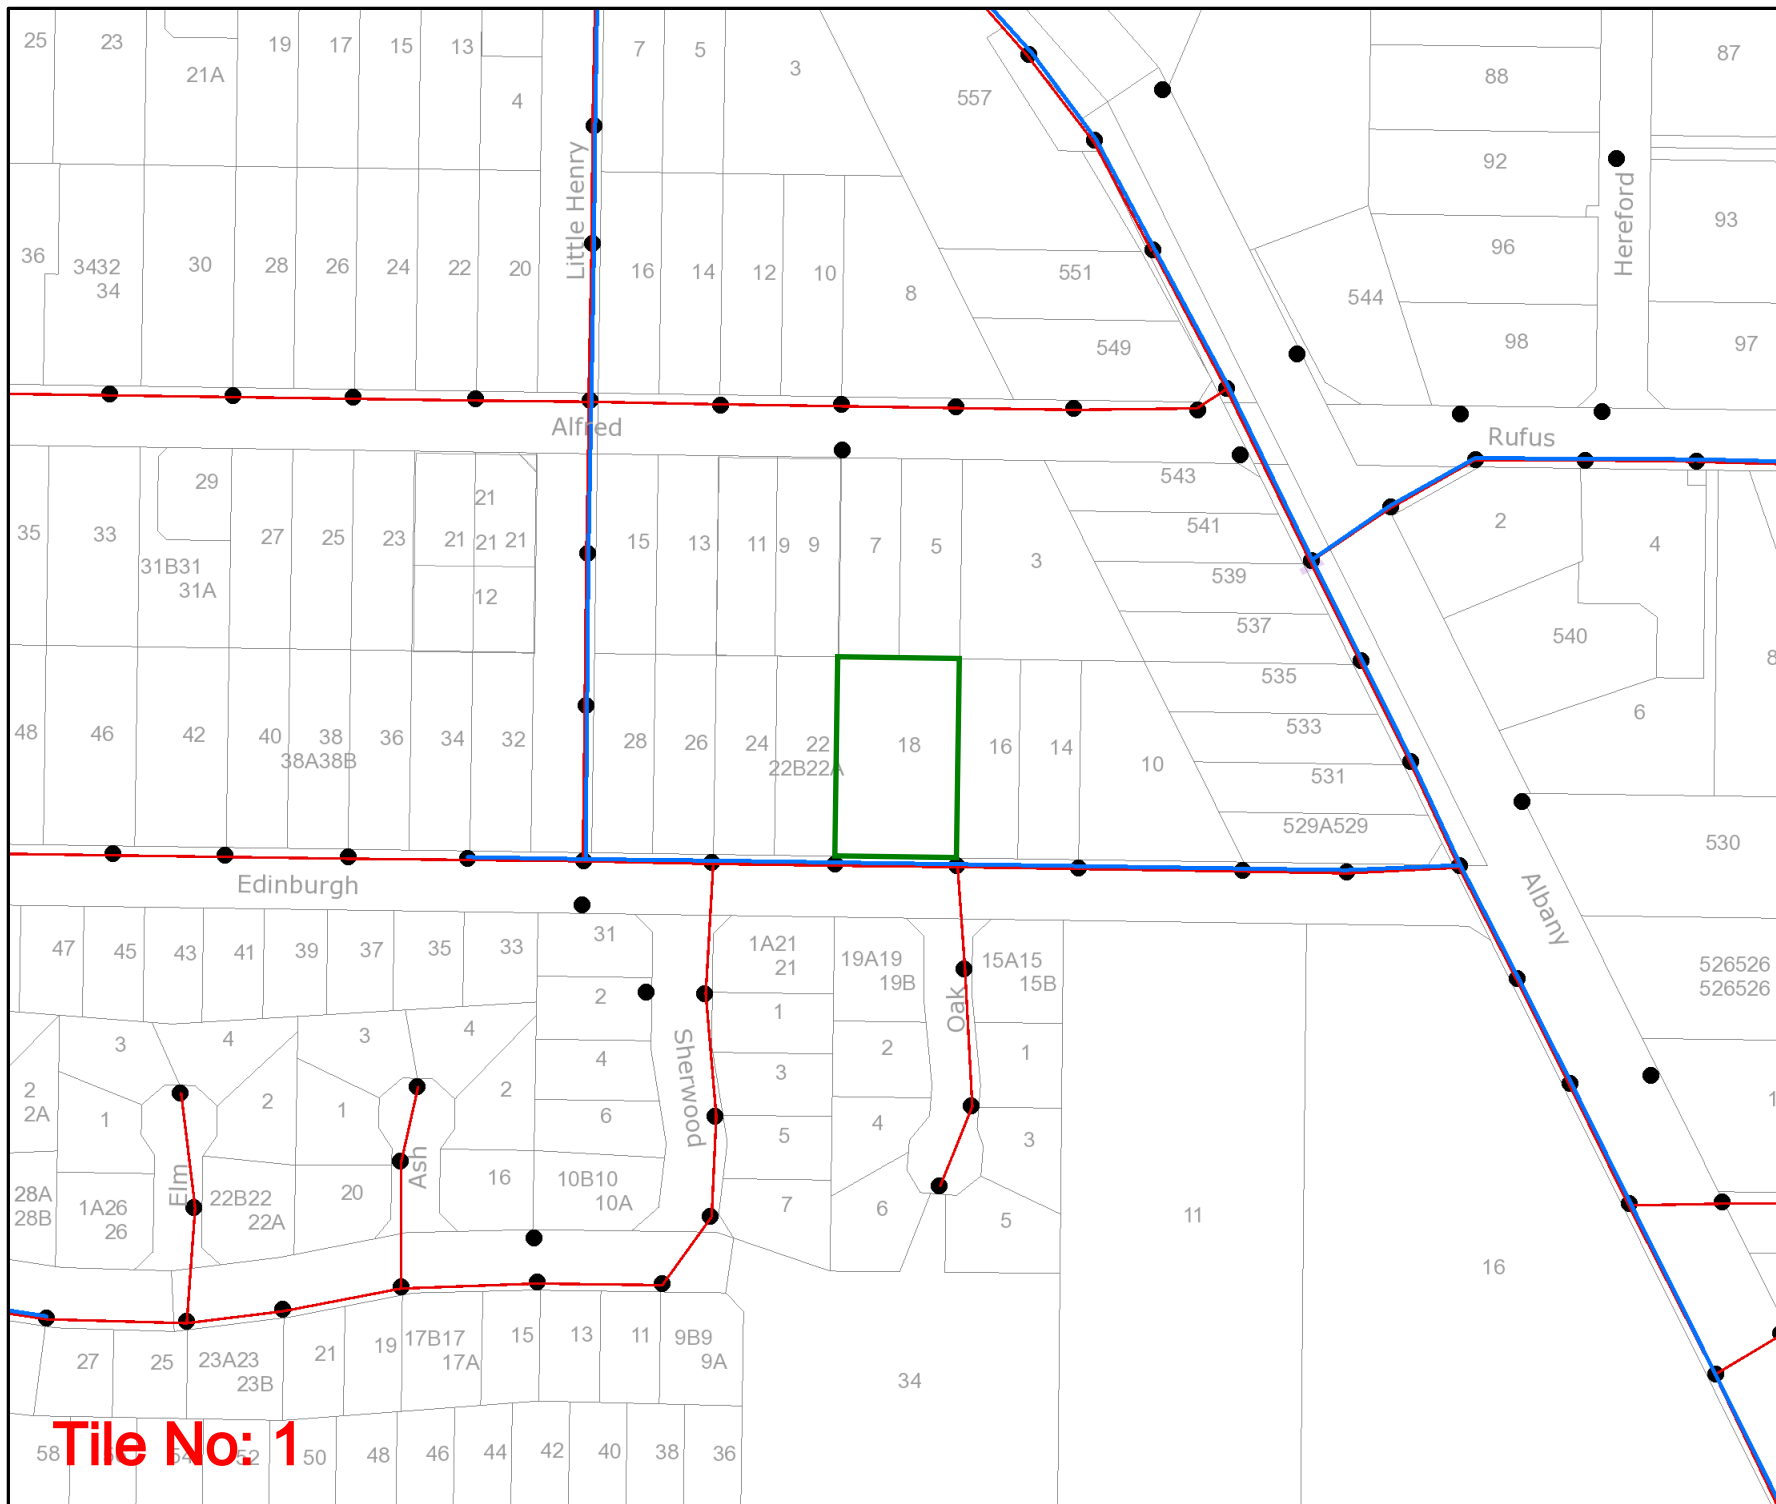 25 23 21A 19 17 15 13 4 7 5 3 557 88 87
92 Hereford 93
Little Henry
36 3432 34 30 28 26 24 22 20 16 14 12 10 8 551 549 544 96 98 97
Alfred Rufus
35 33 29 31B31 31A 27 25 23 21 21 21 21 12 15 13 11 9 9 7 5 3 543 541 539 537 2 4 540 8
48 46 42 40 38 38A38B 36 34 32 28 26 24 22 22B22A 18 16 14 10 535 533 531 529A529 6 530
Edinburgh Albany
47 45 43 41 39 37 35 33 31 1A21 21 19A19 19B Oak 15A15 15B 526526 526526
2 1 2 1
Sherwood
3 4 3 4 4 3 4 3 1
2 2A 1 2 1 2 6 5
Elm Ash
28A 28B 1A26 26 22B22 22A 20 16 10B10 10A 7 6 5 11 16
27 25 23A23 23B 21 19 17B17 17A 15 13 11 9B9 9A 34
Tile No: 1
58 54 52 50 48 46 44 42 40 38 36